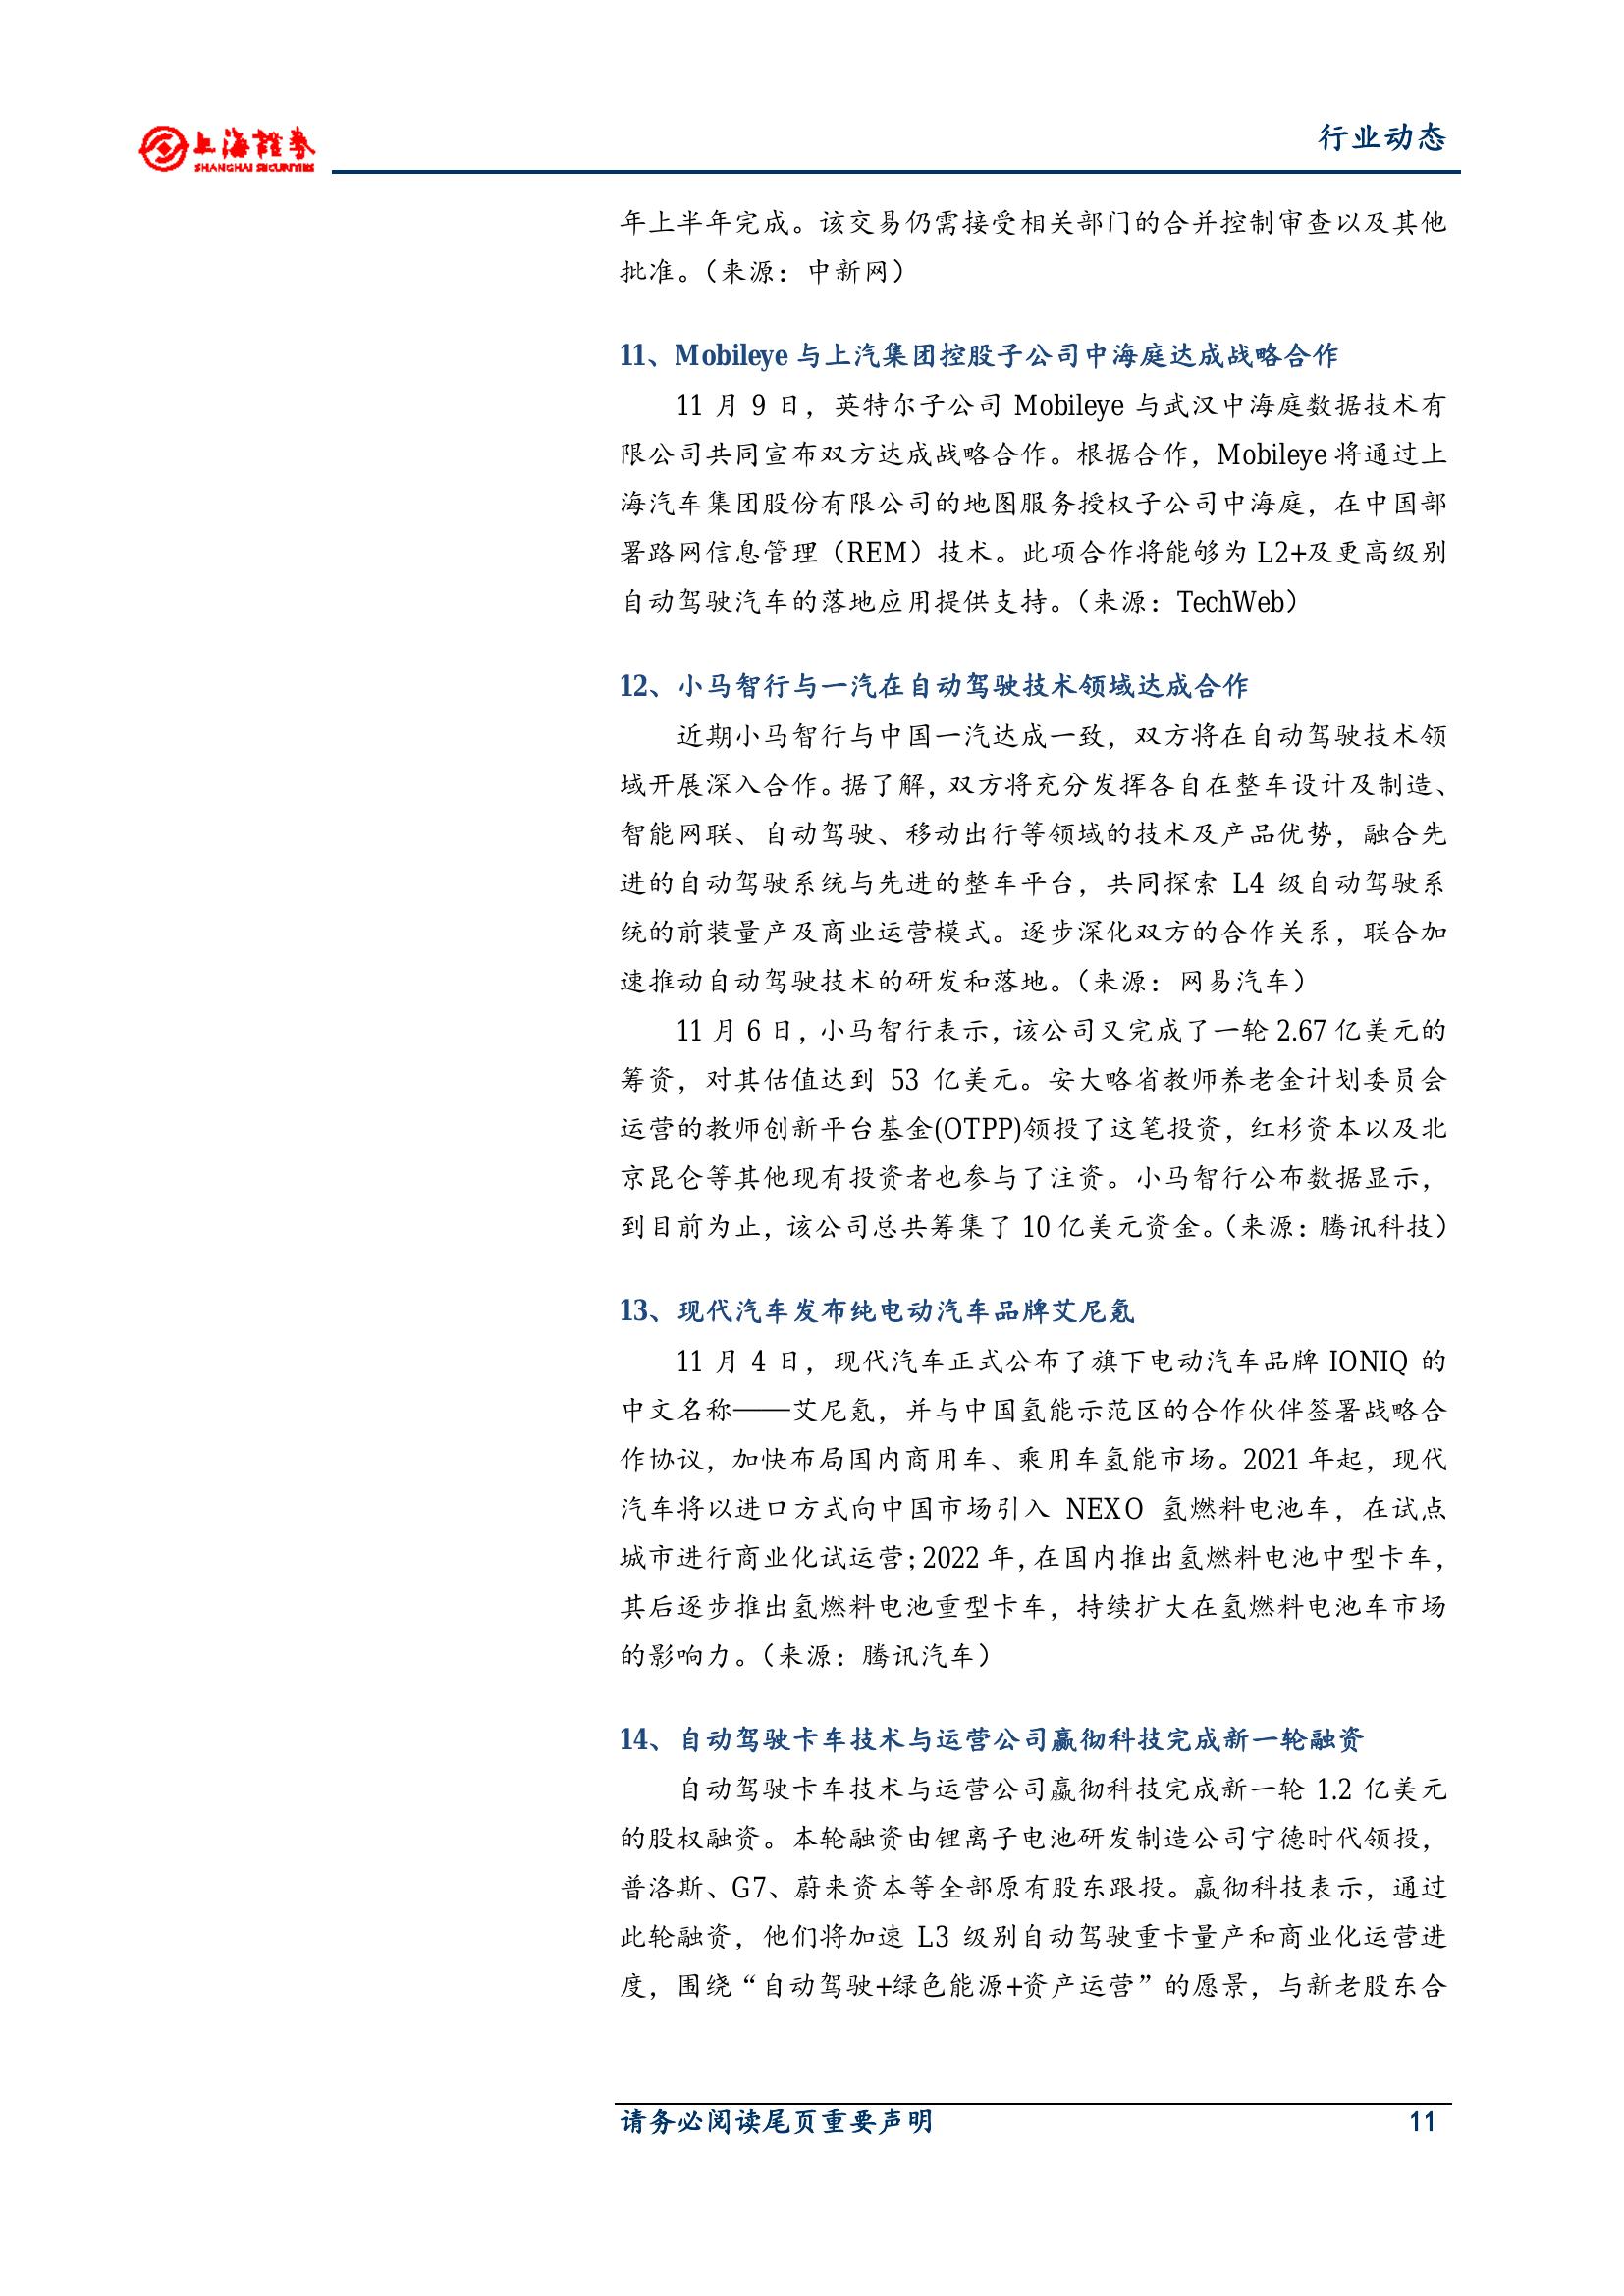 上海證券
SHANGHAI SECURITIES
行业动态
年上半年完成。该交易仍需接受相关部门的合并控制审查以及其他
批准。（来源：中新网）
11、Mobileye 与上汽集团控股子公司中海庭达成战略合作
11 月 9 日，英特尔子公司 Mobileye 与武汉中海庭数据技术有
限公司共同宣布双方达成战略合作。根据合作，Mobileye 将通过上
海汽车集团股份有限公司的地图服务授权子公司中海庭，在中国部
署路网信息管理（REM）技术。此项合作将能够为 L2+及更高级别
自动驾驶汽车的落地应用提供支持。（来源：TechWeb）
12、小马智行与一汽在自动驾驶技术领域达成合作
近期小马智行与中国一汽达成一致，双方将在自动驾驶技术领
域开展深入合作。据了解，双方将充分发挥各自在整车设计及制造、
智能网联、自动驾驶、移动出行等领域的技术及产品优势，融合先
进的自动驾驶系统与先进的整车平台，共同探索 L4 级自动驾驶系
统的前装量产及商业运营模式。逐步深化双方的合作关系，联合加
速推动自动驾驶技术的研发和落地。（来源：网易汽车）
11 月 6 日，小马智行表示，该公司又完成了一轮 2.67 亿美元的
筹资，对其估值达到 53 亿美元。安大略省教师养老金计划委员会
运营的教师创新平台基金(OTPP)领投了这笔投资，红杉资本以及北
京昆仑等其他现有投资者也参与了注资。小马智行公布数据显示，
到目前为止，该公司总共筹集了 10 亿美元资金。（来源：腾讯科技）
13、现代汽车发布纯电动汽车品牌艾尼氪
11 月 4 日，现代汽车正式公布了旗下电动汽车品牌 IONIQ 的
中文名称——艾尼氪，并与中国氢能示范区的合作伙伴签署战略合
作协议，加快布局国内商用车、乘用车氢能市场。2021 年起，现代
汽车将以进口方式向中国市场引入 NEXO 氢燃料电池车，在试点
城市进行商业化试运营；2022 年，在国内推出氢燃料电池中型卡车，
其后逐步推出氢燃料电池重型卡车，持续扩大在氢燃料电池车市场
的影响力。（来源：腾讯汽车）
14、自动驾驶卡车技术与运营公司赢彻科技完成新一轮融资
自动驾驶卡车技术与运营公司嬴彻科技完成新一轮 1.2 亿美元
的股权融资。本轮融资由锂离子电池研发制造公司宁德时代领投，
普洛斯、G7、蔚来资本等全部原有股东跟投。嬴彻科技表示，通过
此轮融资，他们将加速 L3 级别自动驾驶重卡量产和商业化运营进
度，围绕“自动驾驶+绿色能源+资产运营”的愿景，与新老股东合
请务必阅读尾页重要声明
11